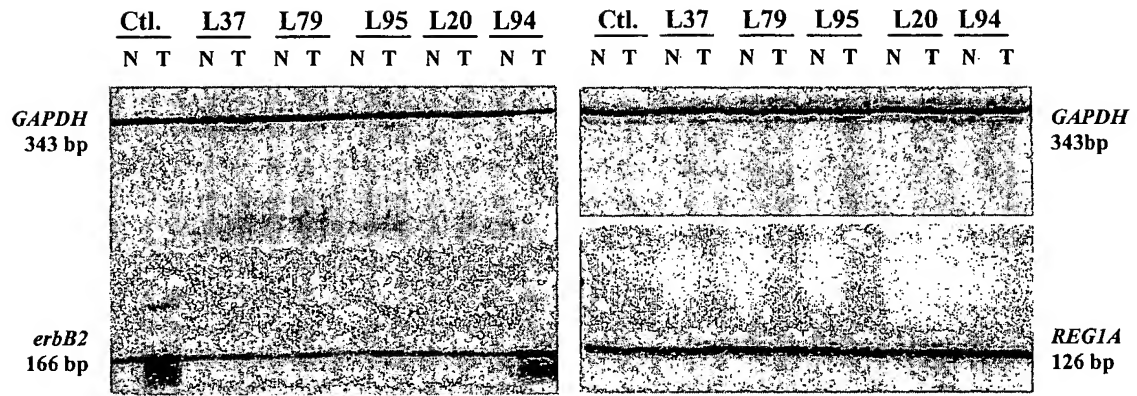 Ctl. L37 L79 L95 L20 L94 Ctl. L37 L79 L95 L20 L94
N T N T N T N T N T N T N T N T N T N T N T N T
GAPDH
343 bp
erbB2
166 bp
GAPDH
343bp
REG1A
126 bp